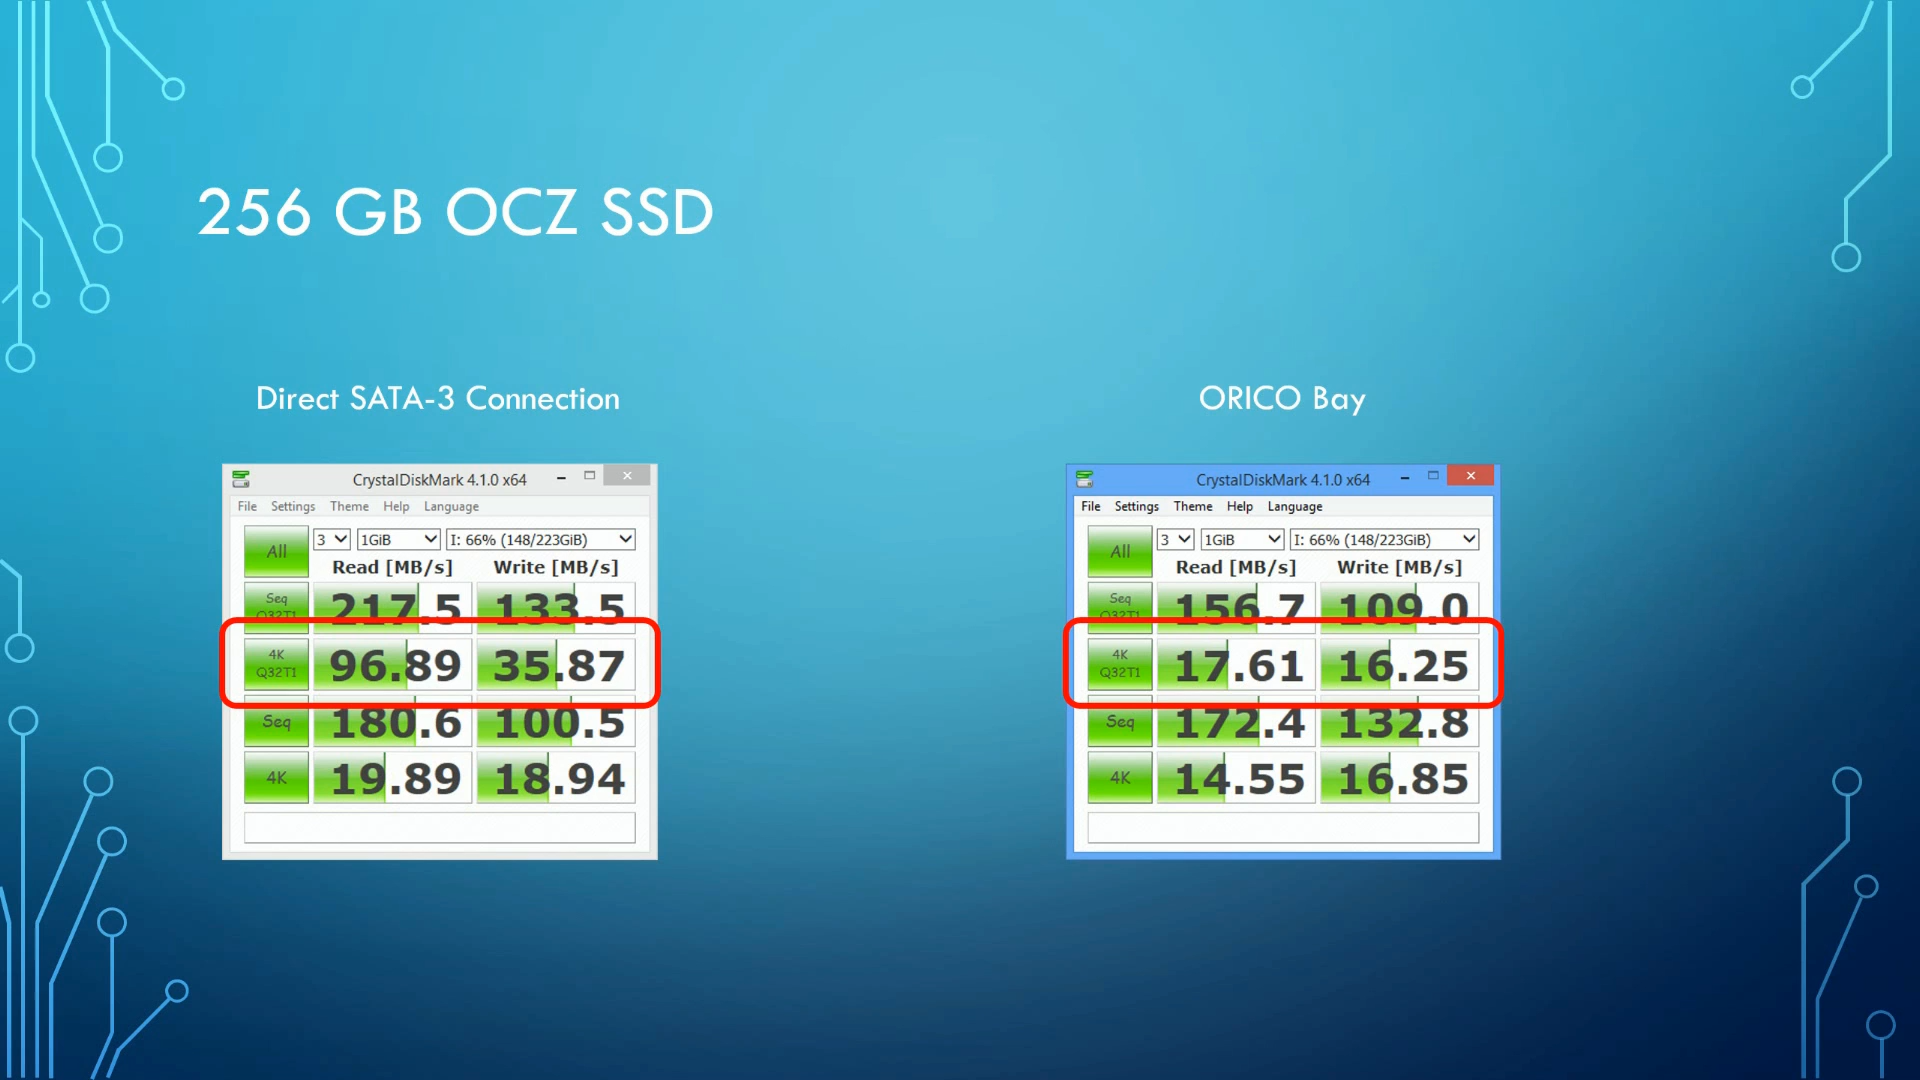 256 GB OCZ SSD
Direct SATA-3 Connection
CrystalDiskMark 4.1.0 x64
File Settings Theme Help Language
All 3 1GiB I: 66% (148/223GiB)
Read [MB/s] Write [MB/s]
Seq Q32T1 217.5 133.5
4K Q32T1 96.89 35.87
Seq 180.6 100.5
4K 19.89 18.94
ORICO Bay
CrystalDiskMark 4.1.0 x64
File Settings Theme Help Language
All 3 1GiB I: 66% (148/223GiB)
Read [MB/s] Write [MB/s]
Seq Q32T1 156.7 109.0
4K Q32T1 17.61 16.25
Seq 172.4 132.8
4K 14.55 16.85